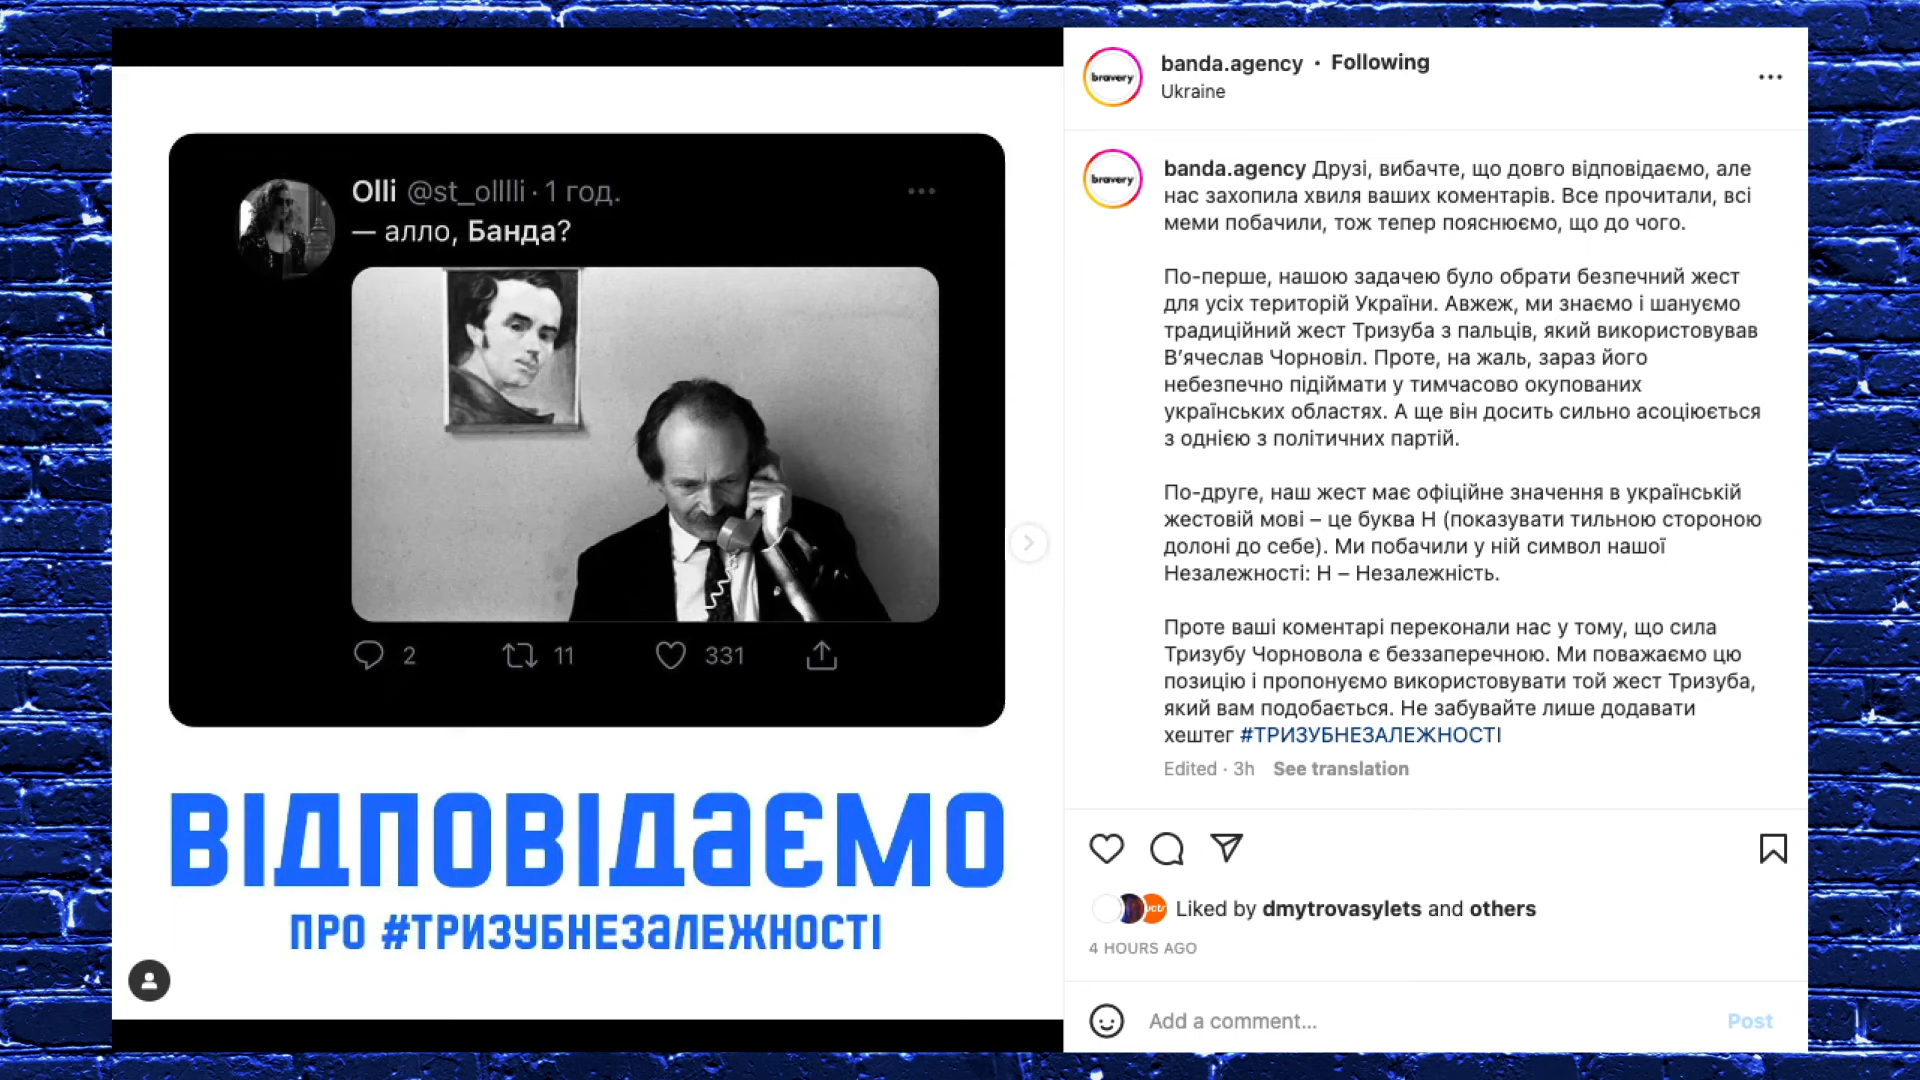 Olli @st_olllli · 1 год.
— алло, Банда?
2 11 331
ВІДПОВІДАЄМО
ПРО #ТРИЗУБНЕЗАЛЕЖНОСТІ
bravery
banda.agency • Following
Ukraine
bravery
banda.agency Друзі, вибачте, що довго відповідаємо, але
нас захопила хвиля ваших коментарів. Все прочитали, всі
меми побачили, тож тепер пояснюємо, що до чого.
По-перше, нашою задачею було обрати безпечний жест
для усіх територій України. Авжеж, ми знаємо і шануємо
традиційний жест Тризуба з пальців, який використовував
В’ячеслав Чорновіл. Проте, на жаль, зараз його
небезпечно підіймати у тимчасово окупованих
українських областях. А ще він досить сильно асоціюється
з однією з політичних партій.
По-друге, наш жест має офіційне значення в українській
жестовій мові – це буква Н (показувати тильною стороною
долоні до себе). Ми побачили у ній символ нашої
Незалежності: Н – Незалежність.
Проте ваші коментарі переконали нас у тому, що сила
Тризубу Чорновола є беззаперечною. Ми поважаємо цю
позицію і пропонуємо використовувати той жест Тризуба,
який вам подобається. Не забувайте лише додавати
хештег #ТРИЗУБНЕЗАЛЕЖНОСТІ
Edited · 3h See translation
Liked by dmytrovasylets and others
4 HOURS AGO
Add a comment... Post